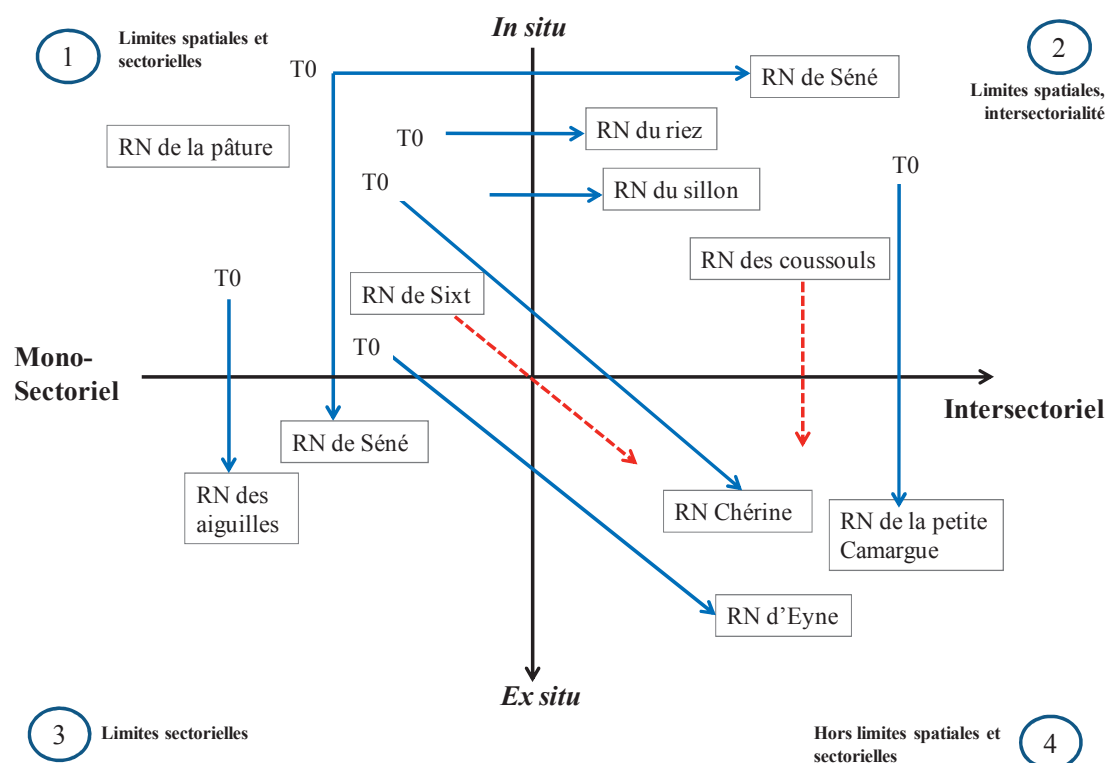 In situ
1
Limites spatiales et
sectorielles
2
Limites spatiales,
intersectorialité
T0
RN de Séné
T0
RN du riez
RN de la pâture
T0
RN du sillon
T0
RN des coussouls
T0
RN de Sixt
T0
Mono-
Sectoriel
Intersectoriel
RN de Séné
RN des
aiguilles
RN Chérine
RN de la petite
Camargue
RN d'Eyne
Ex situ
3
Limites sectorielles
Hors limites spatiales et
sectorielles
4